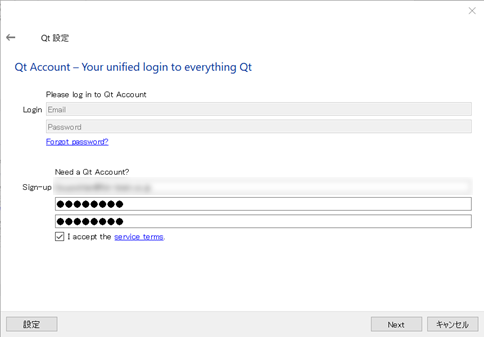 Qt 設定
Qt Account – Your unified login to everything Qt
Please log in to Qt Account
Login Email
Password
Forgot password?
Need a Qt Account?
Sign-up
●●●●●●●●
●●●●●●●●
I accept the service terms.
設定 Next キャンセル